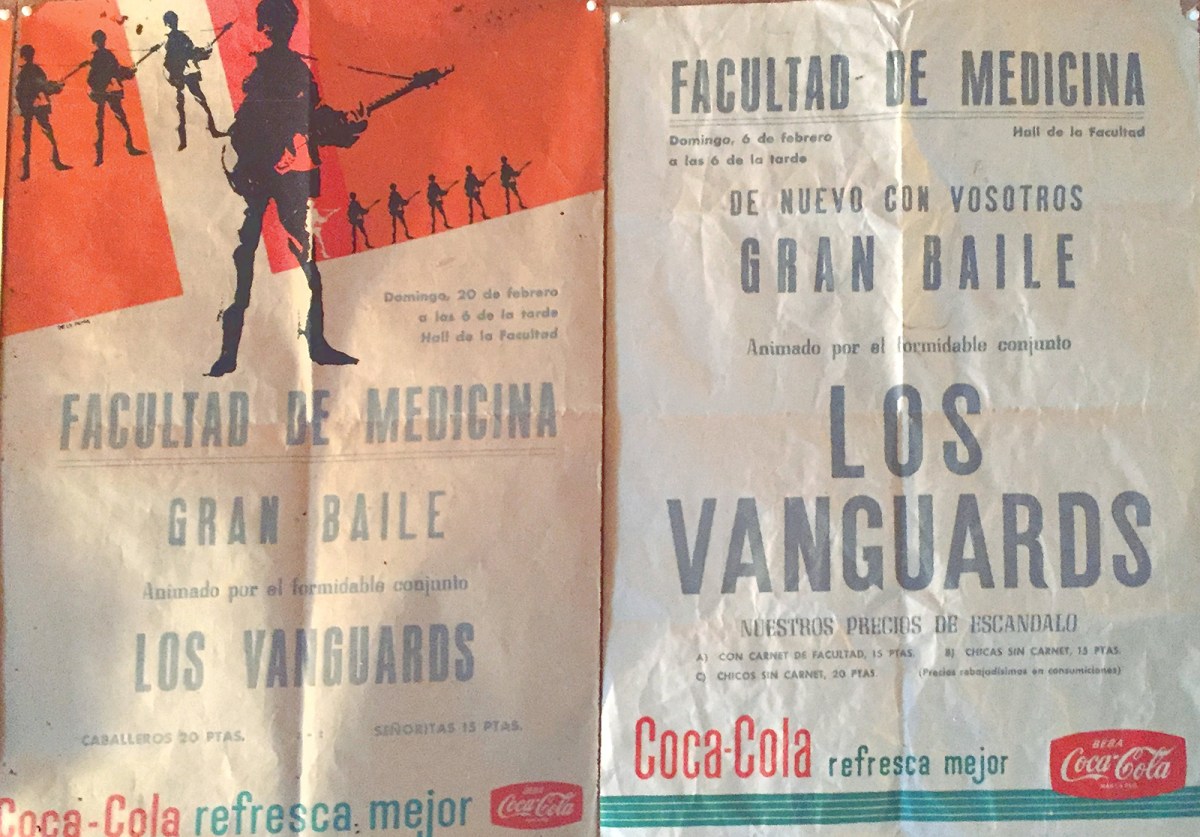 Domingo, 20 de febrero
a las 6 de la tarde
Hall de la Facultad
FACULTAD DE MEDICINA
GRAN BAILE
Animado por el formidable conjunto
LOS VANGUARDS
CABALLEROS 20 PTAS. - - SEÑORITAS 15 PTAS.
Coca-Cola refresca mejor
BEBA
Coca-Cola
FACULTAD DE MEDICINA
Domingo, 6 de febrero
a las 6 de la tarde
Hall de la Facultad
DE NUEVO CON VOSOTROS
GRAN BAILE
Animado por el formidable conjunto
LOS
VANGUARDS
NUESTROS PRECIOS DE ESCANDALO
A) CON CARNET DE FACULTAD, 15 PTAS. B) CHICAS SIN CARNET, 15 PTAS.
C) CHICOS SIN CARNET, 20 PTAS. (Precios rebajadísimos en consumiciones)
Coca-Cola refresca mejor
BEBA
Coca-Cola